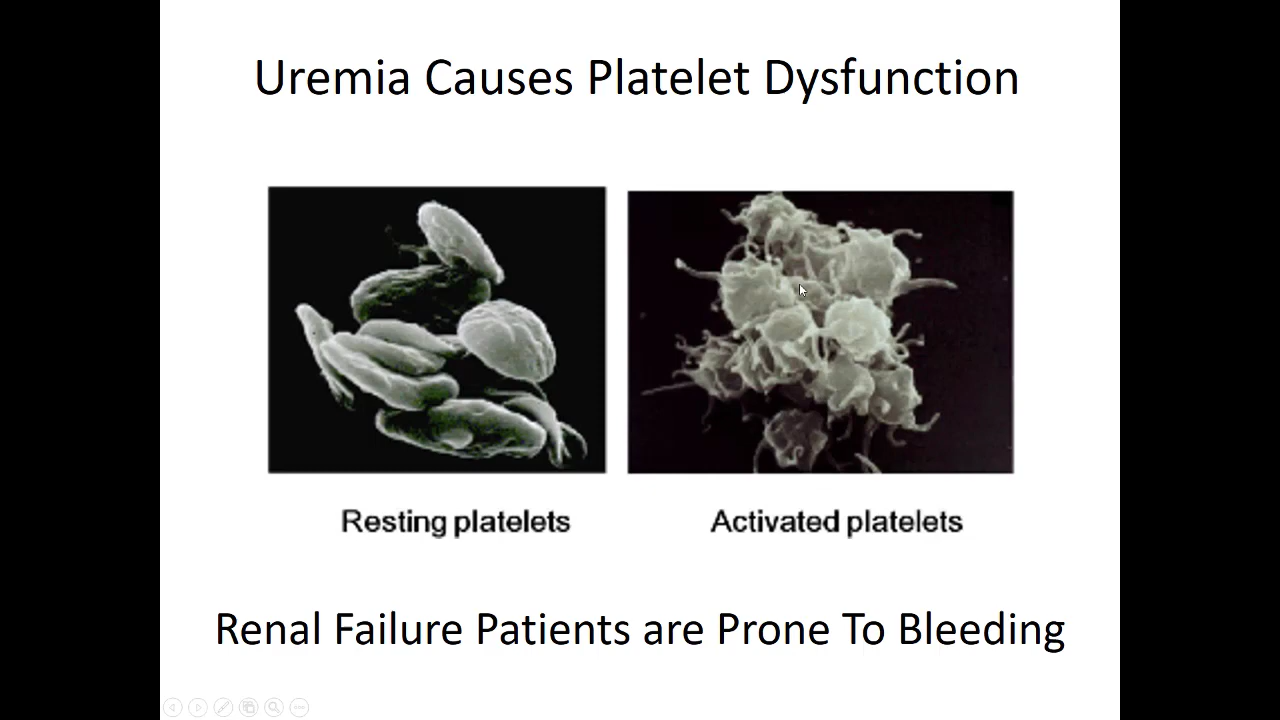 Uremia Causes Platelet Dysfunction
Resting platelets
Activated platelets
Renal Failure Patients are Prone To Bleeding